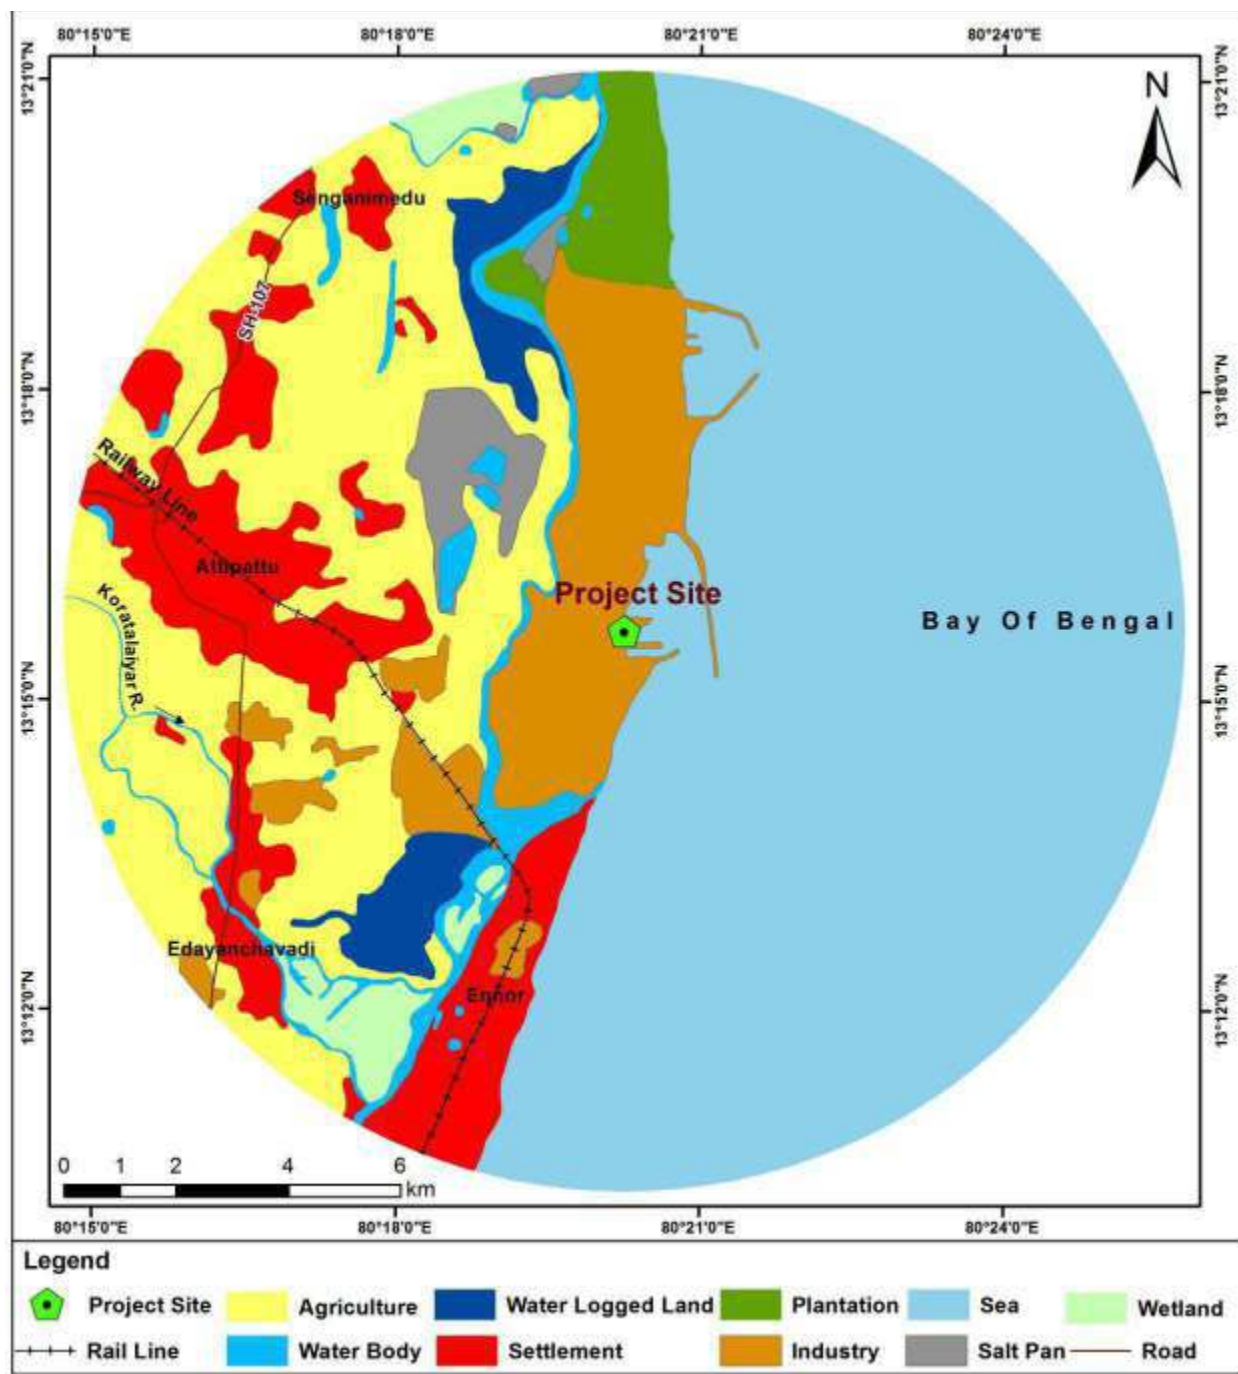 80°15'0"E 80°18'0"E 80°21'0"E 80°24'0"E
13°21'0"N
13°21'0"N
N
Senganimedu
SH-107
13°18'0"N
13°18'0"N
Railway Line
Athipattu
Koratalaiyar R.
Project Site
Bay Of Bengal
13°15'0"N
13°15'0"N
Edayanchavadi
Ennor
13°12'0"N
13°12'0"N
0 1 2 4 6
km
80°15'0"E 80°18'0"E 80°21'0"E 80°24'0"E
Legend
Project Site Agriculture Water Logged Land Plantation Sea Wetland
Rail Line Water Body Settlement Industry Salt Pan Road